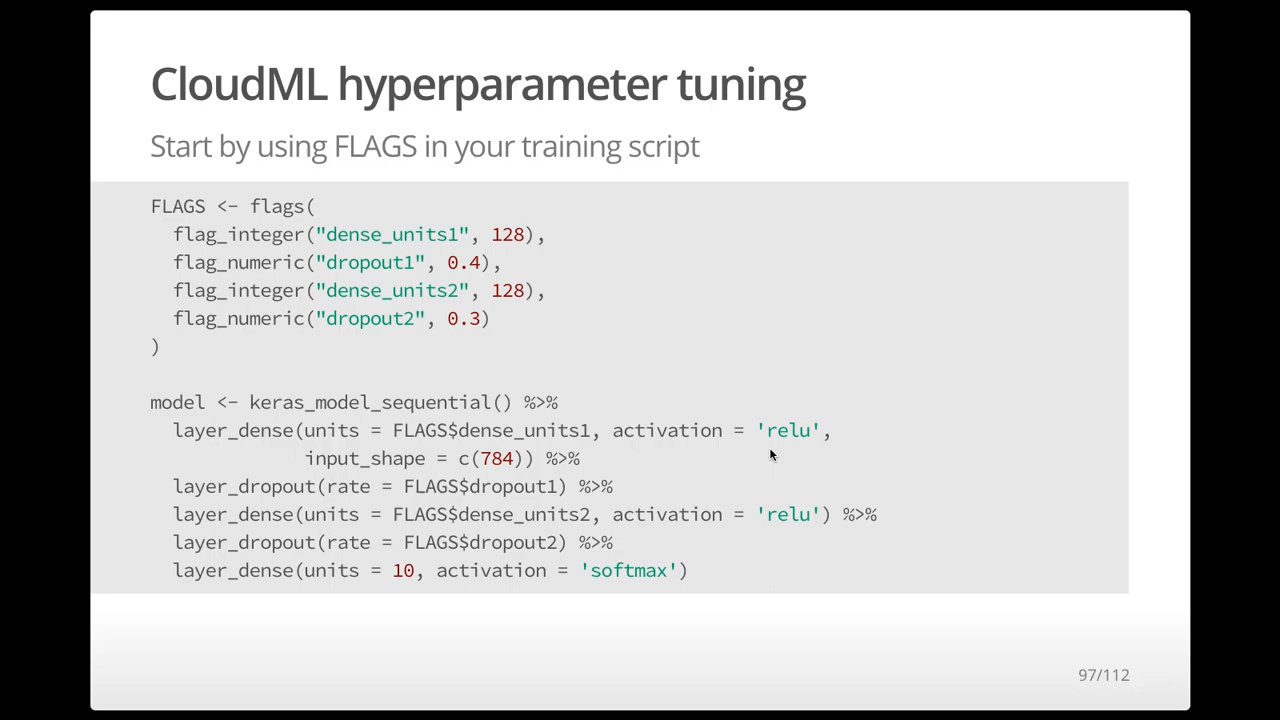 CloudML hyperparameter tuning
Start by using FLAGS in your training script
FLAGS <- flags(
  flag_integer("dense_units1", 128),
  flag_numeric("dropout1", 0.4),
  flag_integer("dense_units2", 128),
  flag_numeric("dropout2", 0.3)
)
model <- keras_model_sequential() %>%
  layer_dense(units = FLAGS$dense_units1, activation = 'relu',
              input_shape = c(784)) %>%
  layer_dropout(rate = FLAGS$dropout1) %>%
  layer_dense(units = FLAGS$dense_units2, activation = 'relu') %>%
  layer_dropout(rate = FLAGS$dropout2) %>%
  layer_dense(units = 10, activation = 'softmax')
97/112